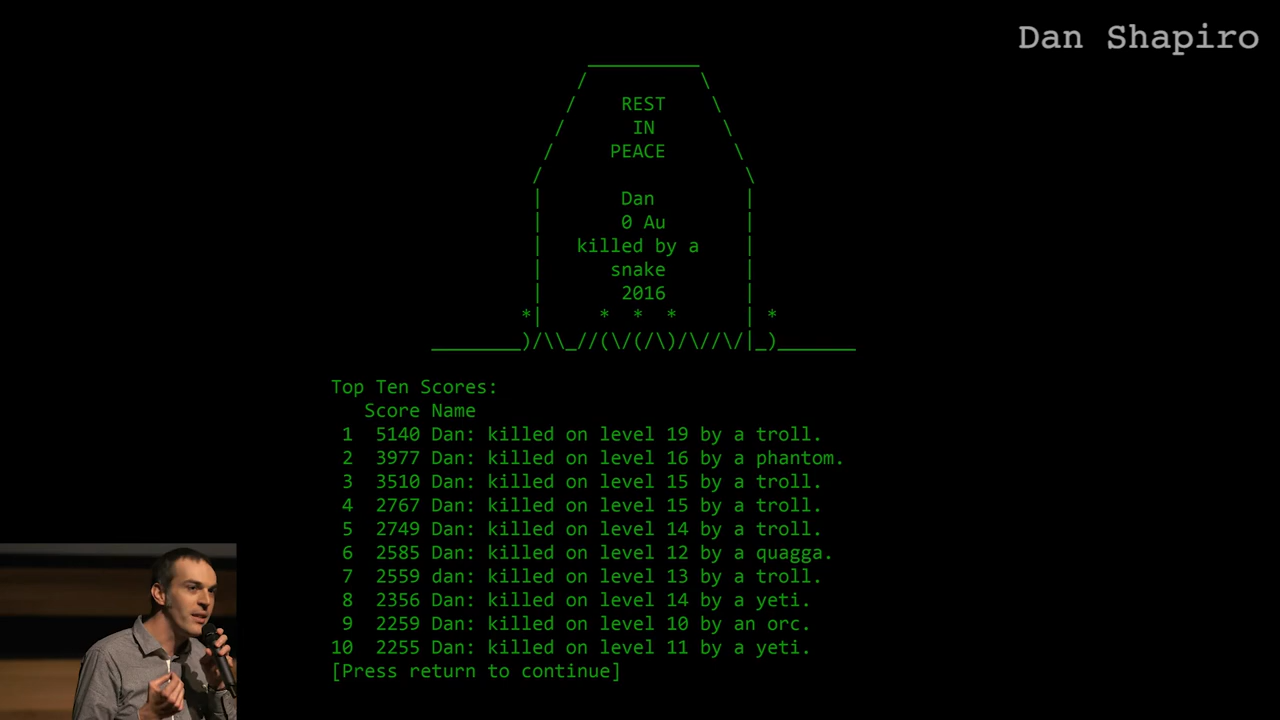 Dan Shapiro
REST
IN
PEACE
Dan
0 Au
killed by a
snake
2016
*| * * * | *
________)/\\_//(\/(/\)/\//\/|_)_______
Top Ten Scores:
Score Name
1 5140 Dan: killed on level 19 by a troll.
2 3977 Dan: killed on level 16 by a phantom.
3 3510 Dan: killed on level 15 by a troll.
4 2767 Dan: killed on level 15 by a troll.
5 2749 Dan: killed on level 14 by a troll.
6 2585 Dan: killed on level 12 by a quagga.
7 2559 dan: killed on level 13 by a troll.
8 2356 Dan: killed on level 14 by a yeti.
9 2259 Dan: killed on level 10 by an orc.
10 2255 Dan: killed on level 11 by a yeti.
[Press return to continue]